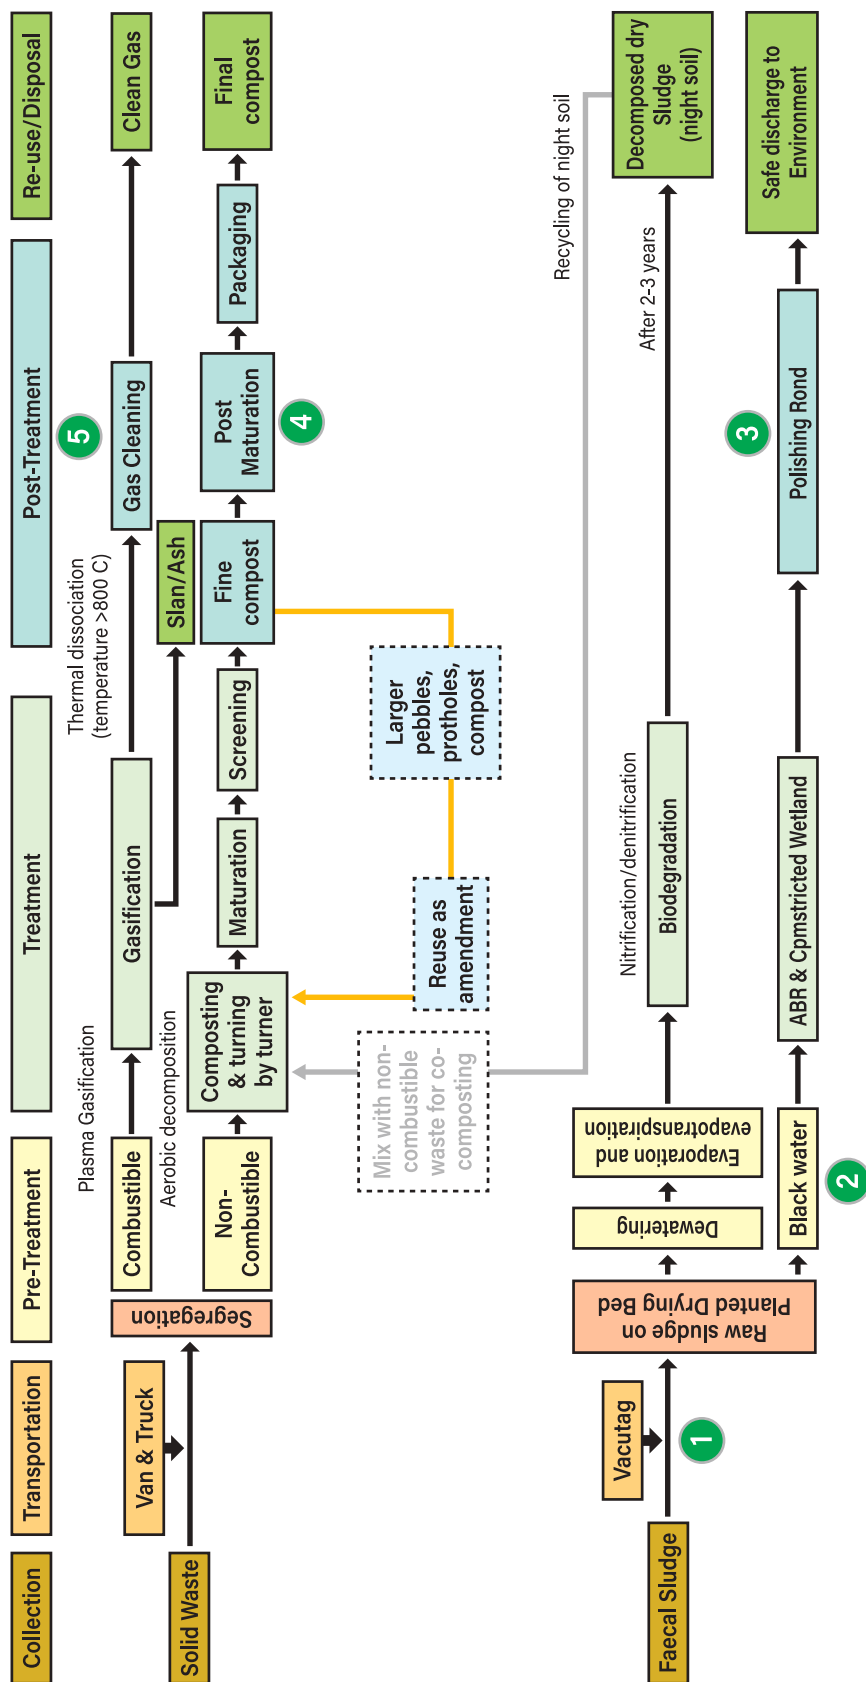 Collection
Transportation
Pre-Treatment
Treatment
Post-Treatment
Re-use/Disposal
Solid Waste
Van & Truck
Segregation
Combustible
Plasma Gasification
Gasification
Thermal dissociation
(temperature >800 C)
5
Gas Cleaning
Clean Gas
Slan/Ash
Non-
Combustible
Aerobic decomposition
Composting
& turning
by turner
Maturation
Screening
Fine
compost
Post
Maturation
4
Packaging
Final
compost
Mix with non-
combustible
waste for co-
composting
Reuse as
amendment
Larger
pebbles,
protholes,
compost
Recycling of night soil
Faecal Sludge
Vacutag
1
Raw sludge on
Planted Drying Bed
Dewatering
Evaporation and
evapotranspiration
Nitrification/denitrification
Biodegradation
After 2-3 years
Decomposed dry
Sludge
(night soil)
Black water
2
ABR & Cpmstricted Wetland
3
Polishing Rond
Safe discharge to
Environment